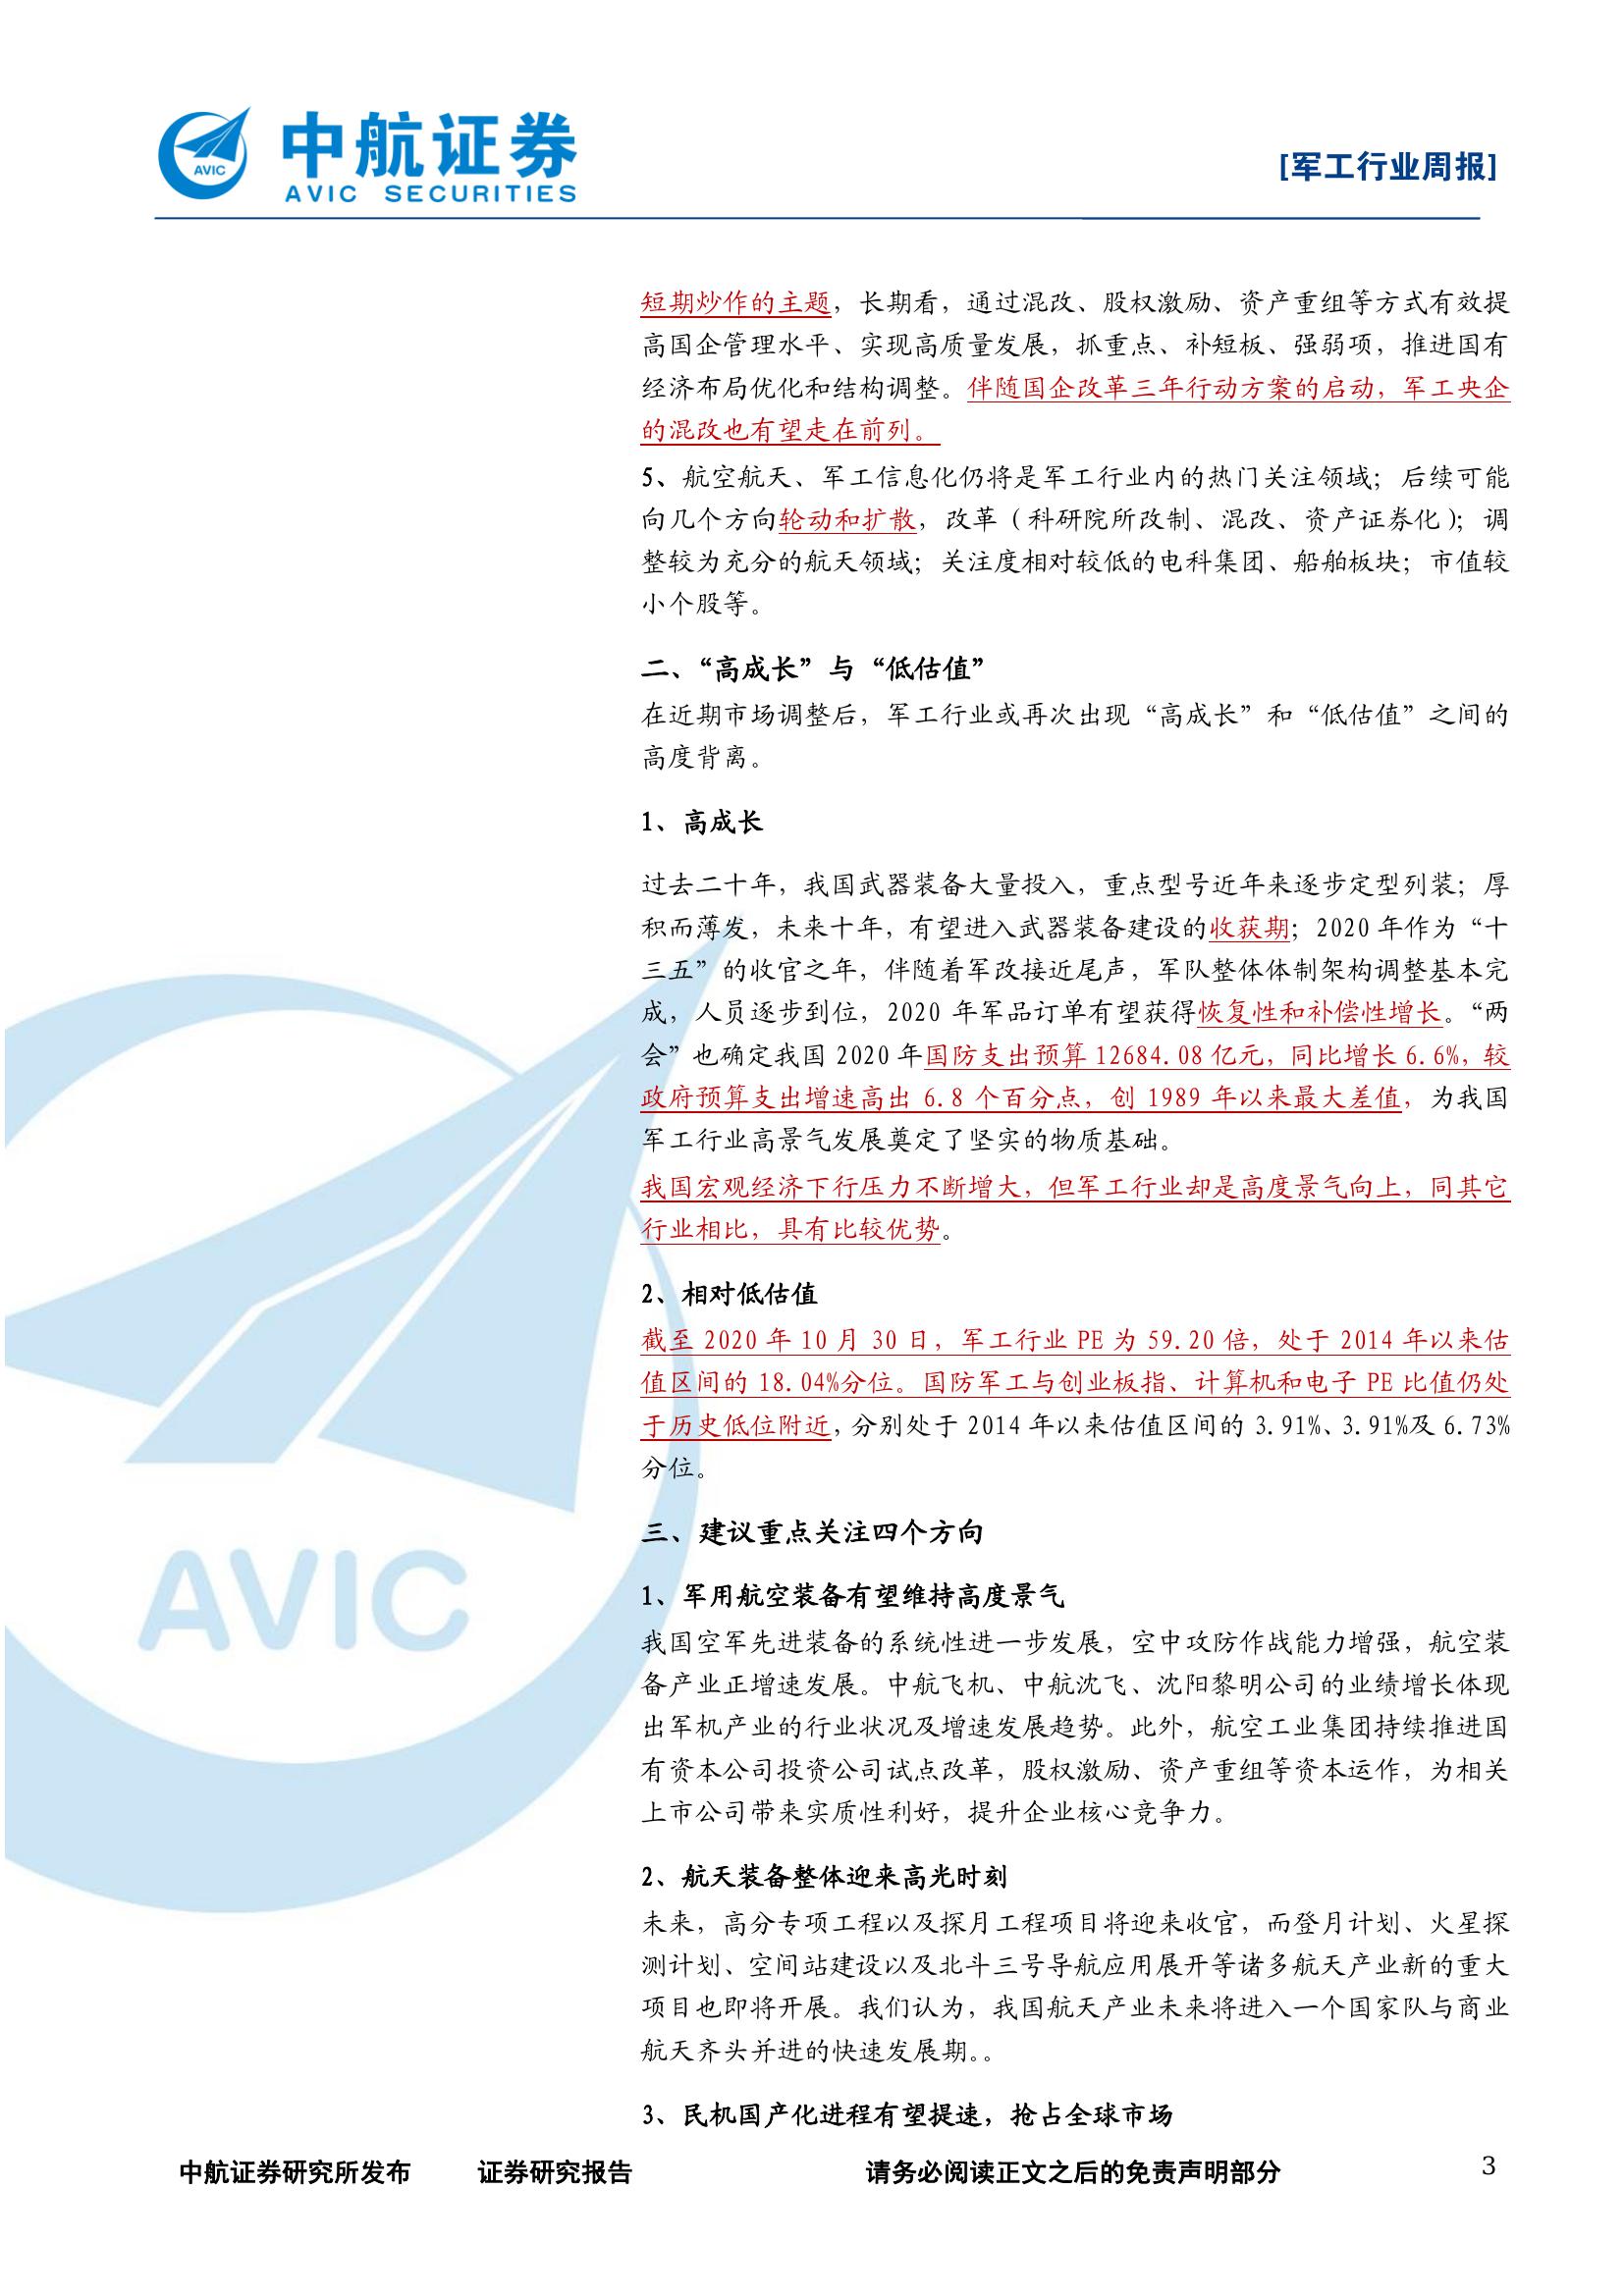 中航证券
AVIC SECURITIES
AVIC
[军工行业周报]
短期炒作的主题，长期看，通过混改、股权激励、资产重组等方式有效提
高国企管理水平、实现高质量发展，抓重点、补短板、强弱项，推进国有
经济布局优化和结构调整。伴随国企改革三年行动方案的启动，军工央企
的混改也有望走在前列。
5、航空航天、军工信息化仍将是军工行业内的热门关注领域；后续可能
向几个方向轮动和扩散，改革（科研院所改制、混改、资产证券化）；调
整较为充分的航天领域；关注度相对较低的电科集团、船舶板块；市值较
小个股等。
二、“高成长”与“低估值”
在近期市场调整后，军工行业或再次出现“高成长”和“低估值”之间的
高度背离。
1、高成长
过去二十年，我国武器装备大量投入，重点型号近年来逐步定型列装；厚
积而薄发，未来十年，有望进入武器装备建设的收获期；2020 年作为“十
三五”的收官之年，伴随着军改接近尾声，军队整体体制架构调整基本完
成，人员逐步到位，2020 年军品订单有望获得恢复性和补偿性增长。“两
会”也确定我国 2020 年国防支出预算 12684.08 亿元，同比增长 6.6%，较
政府预算支出增速高出 6.8 个百分点，创 1989 年以来最大差值，为我国
军工行业高景气发展奠定了坚实的物质基础。
我国宏观经济下行压力不断增大，但军工行业却是高度景气向上，同其它
行业相比，具有比较优势。
2、相对低估值
截至 2020 年 10 月 30 日，军工行业 PE 为 59.20 倍，处于 2014 年以来估
值区间的 18.04%分位。国防军工与创业板指、计算机和电子 PE 比值仍处
于历史低位附近，分别处于 2014 年以来估值区间的 3.91%、3.91%及 6.73%
分位。
三、建议重点关注四个方向
1、军用航空装备有望维持高度景气
我国空军先进装备的系统性进一步发展，空中攻防作战能力增强，航空装
备产业正增速发展。中航飞机、中航沈飞、沈阳黎明公司的业绩增长体现
出军机产业的行业状况及增速发展趋势。此外，航空工业集团持续推进国
有资本公司投资公司试点改革，股权激励、资产重组等资本运作，为相关
上市公司带来实质性利好，提升企业核心竞争力。
2、航天装备整体迎来高光时刻
未来，高分专项工程以及探月工程项目将迎来收官，而登月计划、火星探
测计划、空间站建设以及北斗三号导航应用展开等诸多航天产业新的重大
项目也即将开展。我们认为，我国航天产业未来将进入一个国家队与商业
航天齐头并进的快速发展期。。
3、民机国产化进程有望提速，抢占全球市场
AVIC
中航证券研究所发布 证券研究报告 请务必阅读正文之后的免责声明部分 3